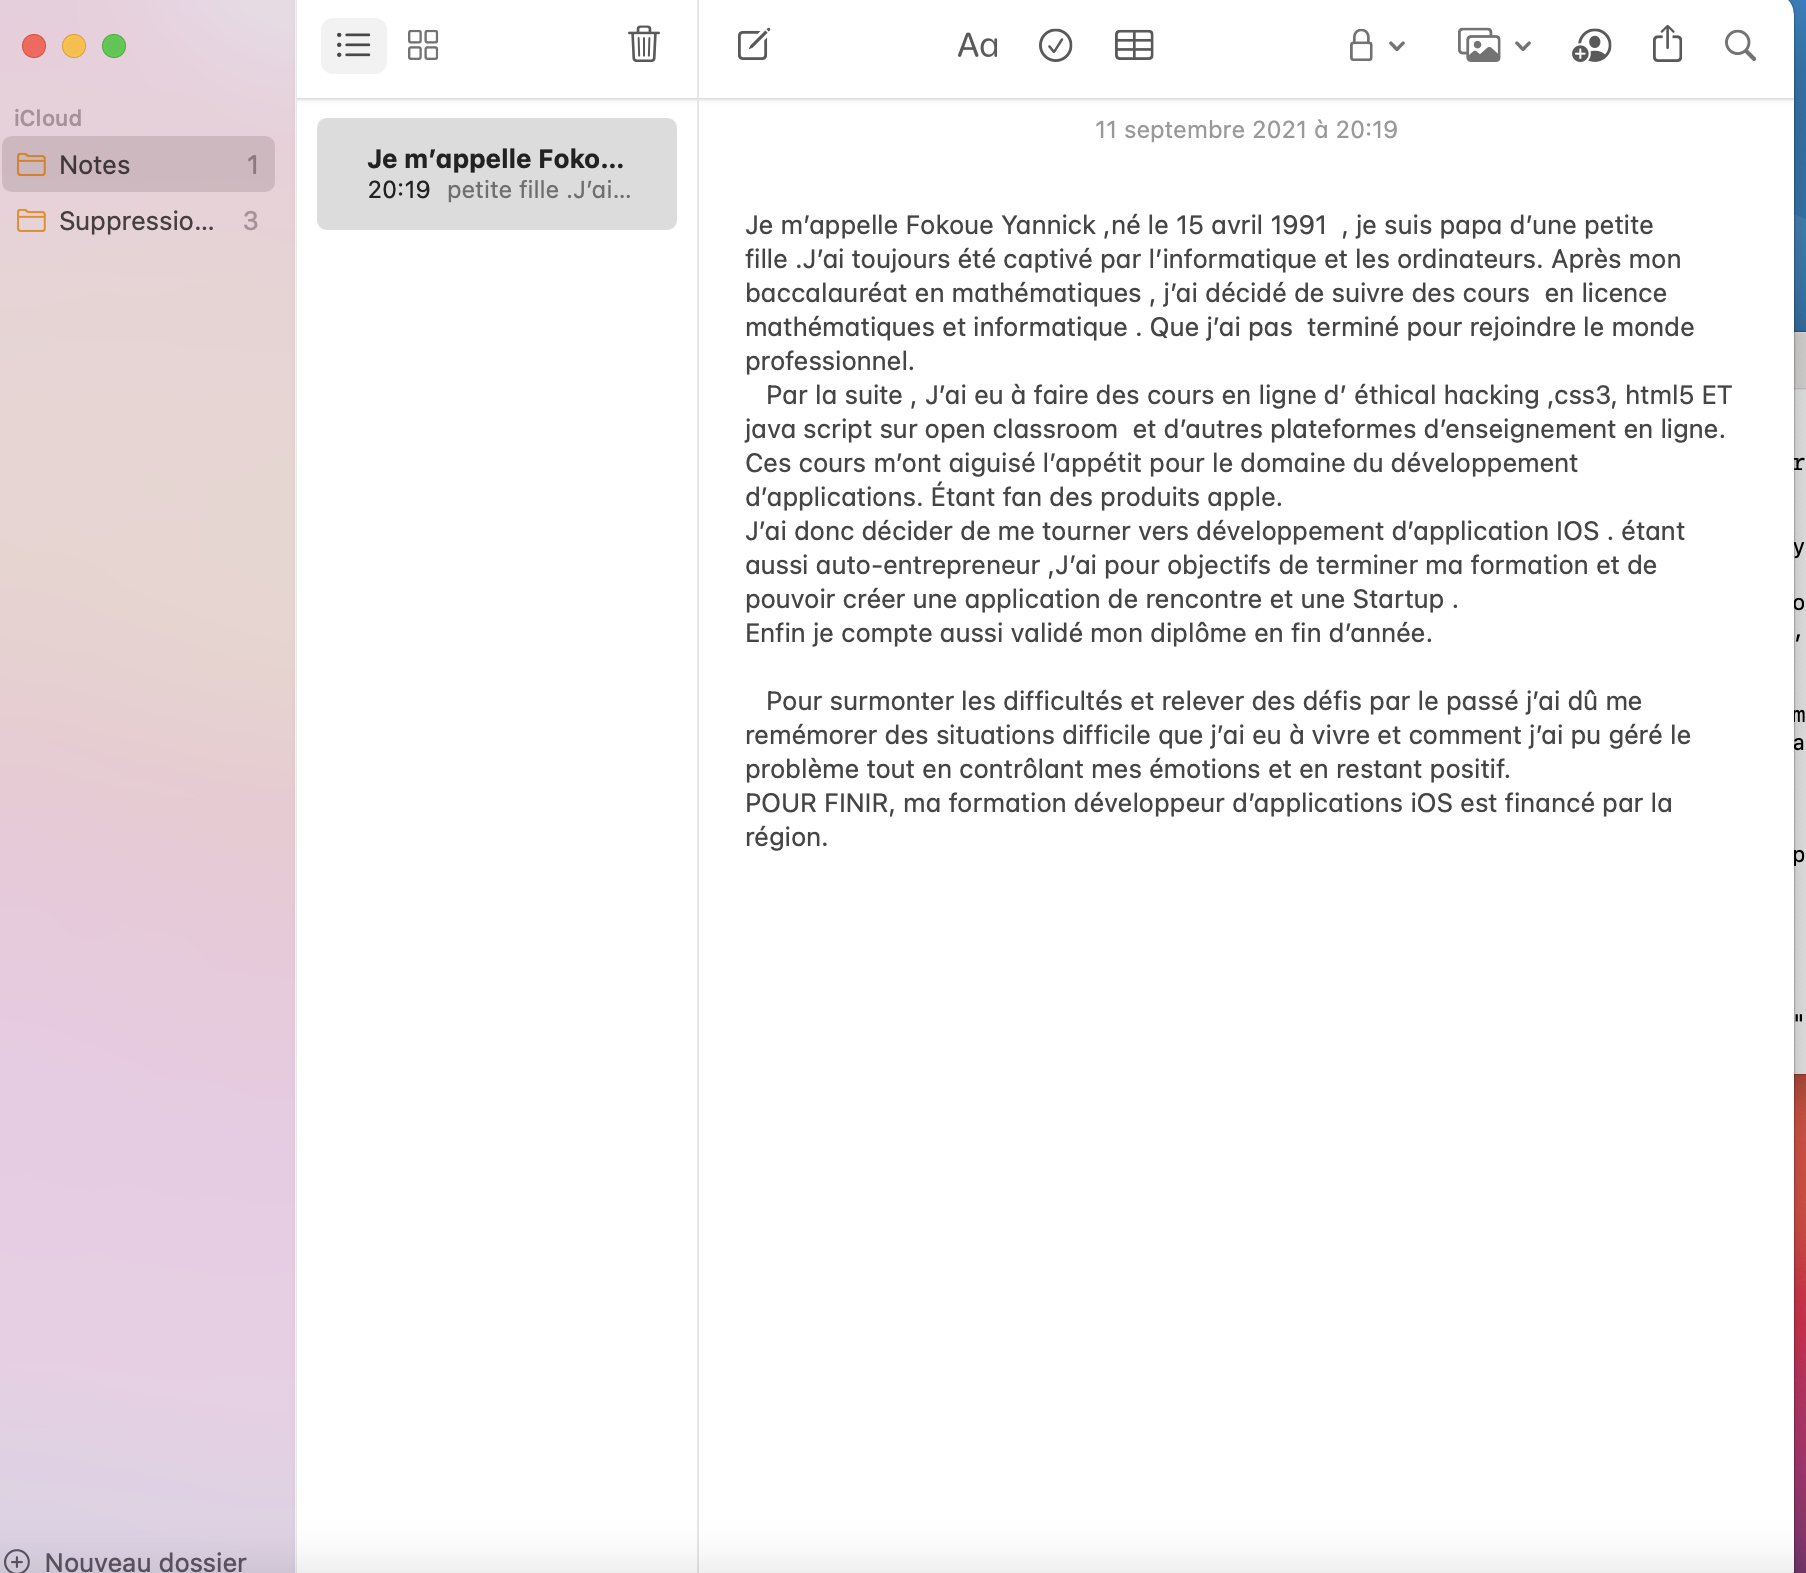 iCloud
Notes 1
Suppressio... 3
Nouveau dossier
Je m’appelle Foko...
20:19 petite fille .J’ai...
Aa
11 septembre 2021 à 20:19
Je m’appelle Fokoue Yannick ,né le 15 avril 1991  , je suis papa d’une petite
fille .J’ai toujours été captivé par l’informatique et les ordinateurs. Après mon
baccalauréat en mathématiques , j’ai décidé de suivre des cours  en licence
mathématiques et informatique . Que j’ai pas  terminé pour rejoindre le monde
professionnel.
Par la suite , J’ai eu à faire des cours en ligne d’ éthical hacking ,css3, html5 ET
java script sur open classroom  et d’autres plateformes d’enseignement en ligne.
Ces cours m’ont aiguisé l’appétit pour le domaine du développement
d’applications. Étant fan des produits apple.
J’ai donc décider de me tourner vers développement d’application IOS . étant
aussi auto-entrepreneur ,J’ai pour objectifs de terminer ma formation et de
pouvoir créer une application de rencontre et une Startup .
Enfin je compte aussi validé mon diplôme en fin d’année.
Pour surmonter les difficultés et relever des défis par le passé j’ai dû me
remémorer des situations difficile que j’ai eu à vivre et comment j’ai pu géré le
problème tout en contrôlant mes émotions et en restant positif.
POUR FINIR, ma formation développeur d’applications iOS est financé par la
région.